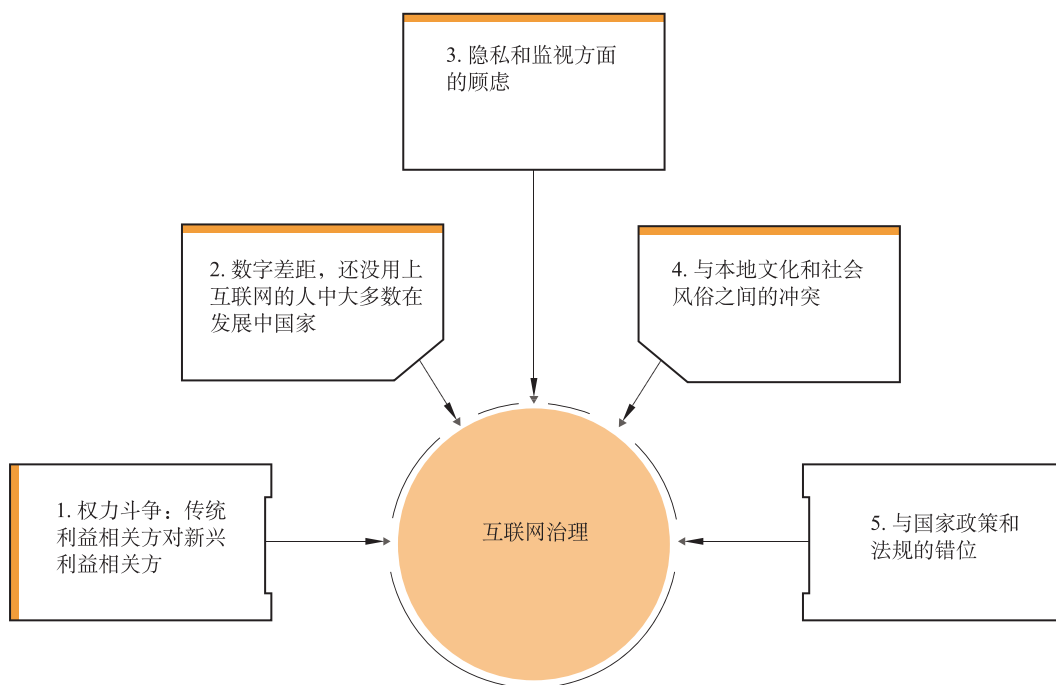 1. 权力斗争：传统
利益相关方对新兴
利益相关方
2. 数字差距，还没用上
互联网的人中大多数在
发展中国家
3. 隐私和监视方面
的顾虑
4. 与本地文化和社会
风俗之间的冲突
5. 与国家政策和
法规的错位
互联网治理